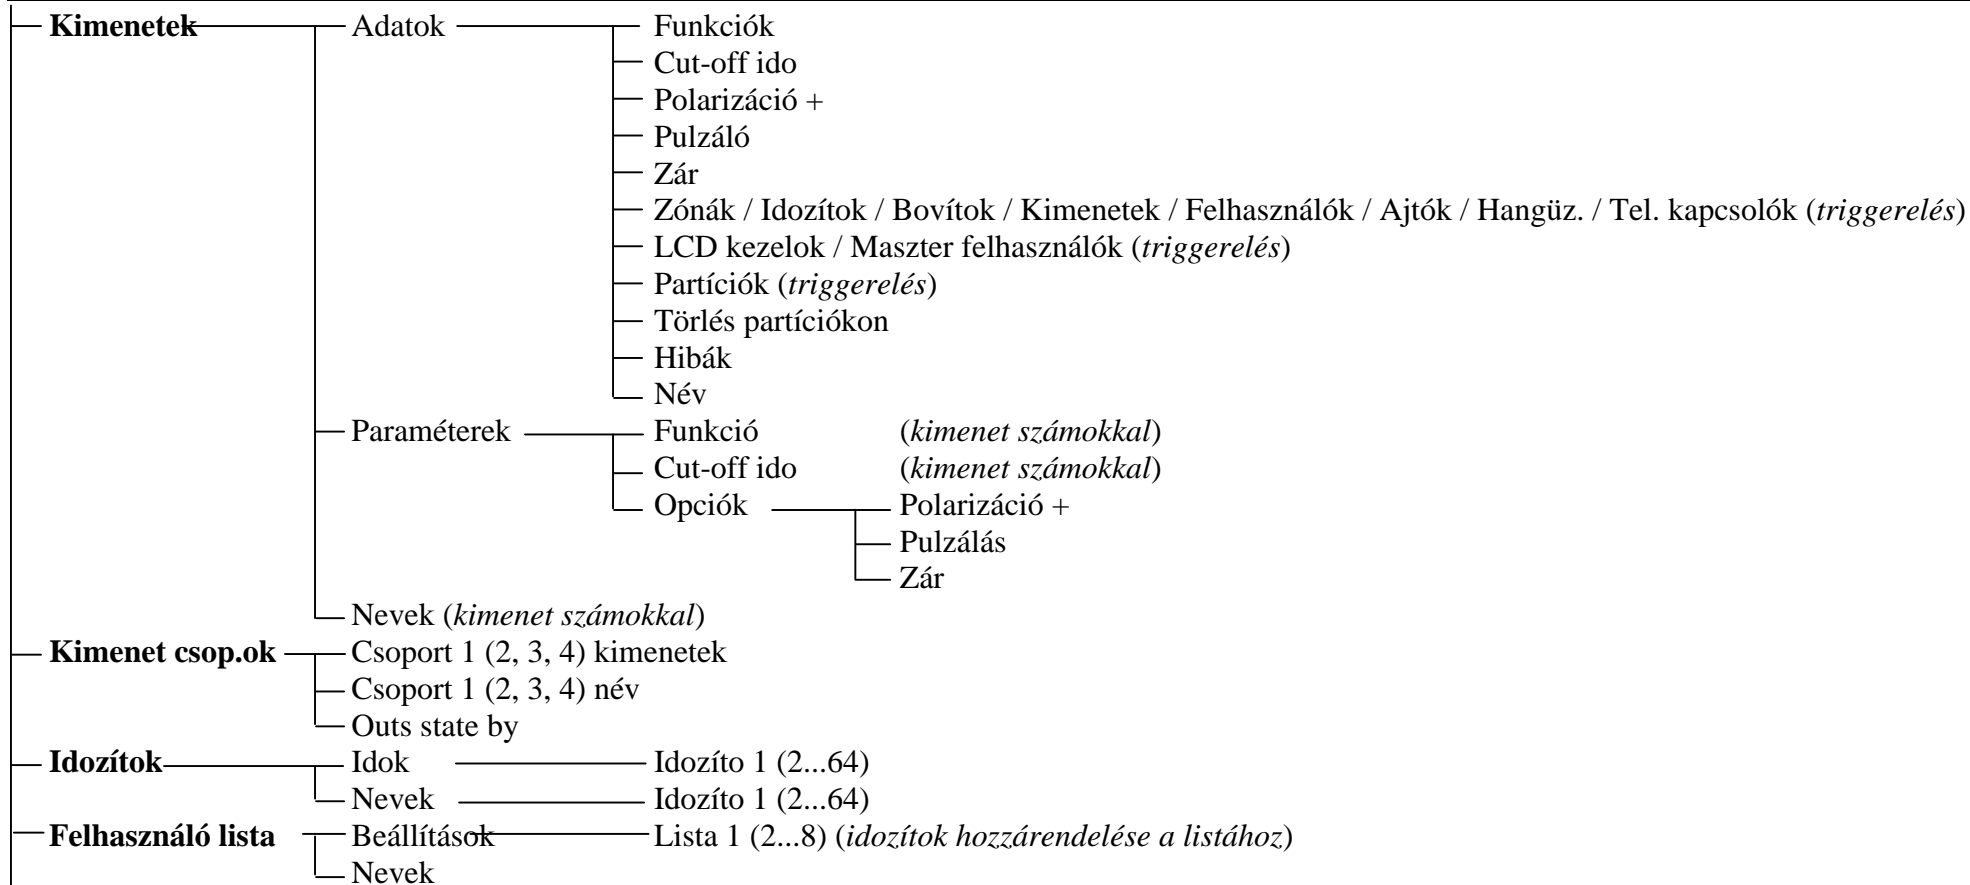 Kimenetek Adatok Funkciók
Cut-off ido
Polarizáció +
Pulzáló
Zár
Zónák / Idozítok / Bovítok / Kimenetek / Felhasználók / Ajtók / Hangüz. / Tel. kapcsolók (triggerelés)
LCD kezelok / Maszter felhasználók (triggerelés)
Partíciók (triggerelés)
Törlés partíciókon
Hibák
Név
Paraméterek Funkció (kimenet számokkal)
Cut-off ido (kimenet számokkal)
Opciók Polarizáció +
Pulzálás
Zár
Nevek (kimenet számokkal)
Kimenet csop.ok Csoport 1 (2, 3, 4) kimenetek
Csoport 1 (2, 3, 4) név
Outs state by
Idozítok Idok Idozíto 1 (2...64)
Nevek Idozíto 1 (2...64)
Felhasználó lista Beállítások Lista 1 (2...8) (idozítok hozzárendelése a listához)
Nevek